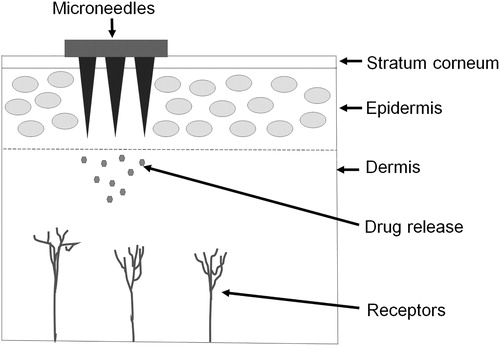 Microneedles
Stratum corneum
Epidermis
Dermis
Drug release
Receptors